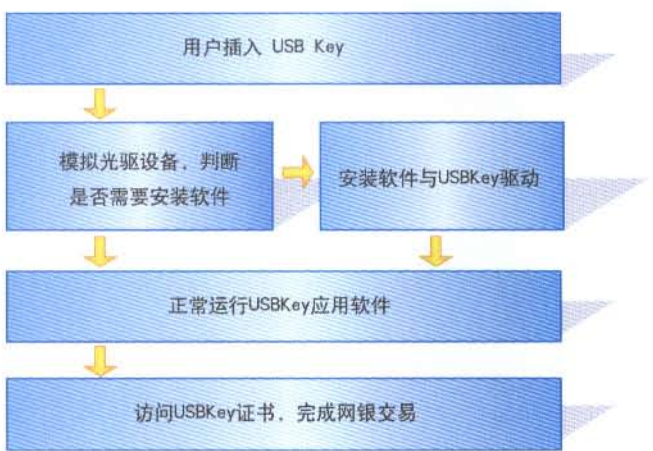 用户插入 USB Key
模拟光驱设备，判断
是否需要安装软件
安装软件与USBKey驱动
正常运行USBKey应用软件
访问USBKey证书，完成网银交易